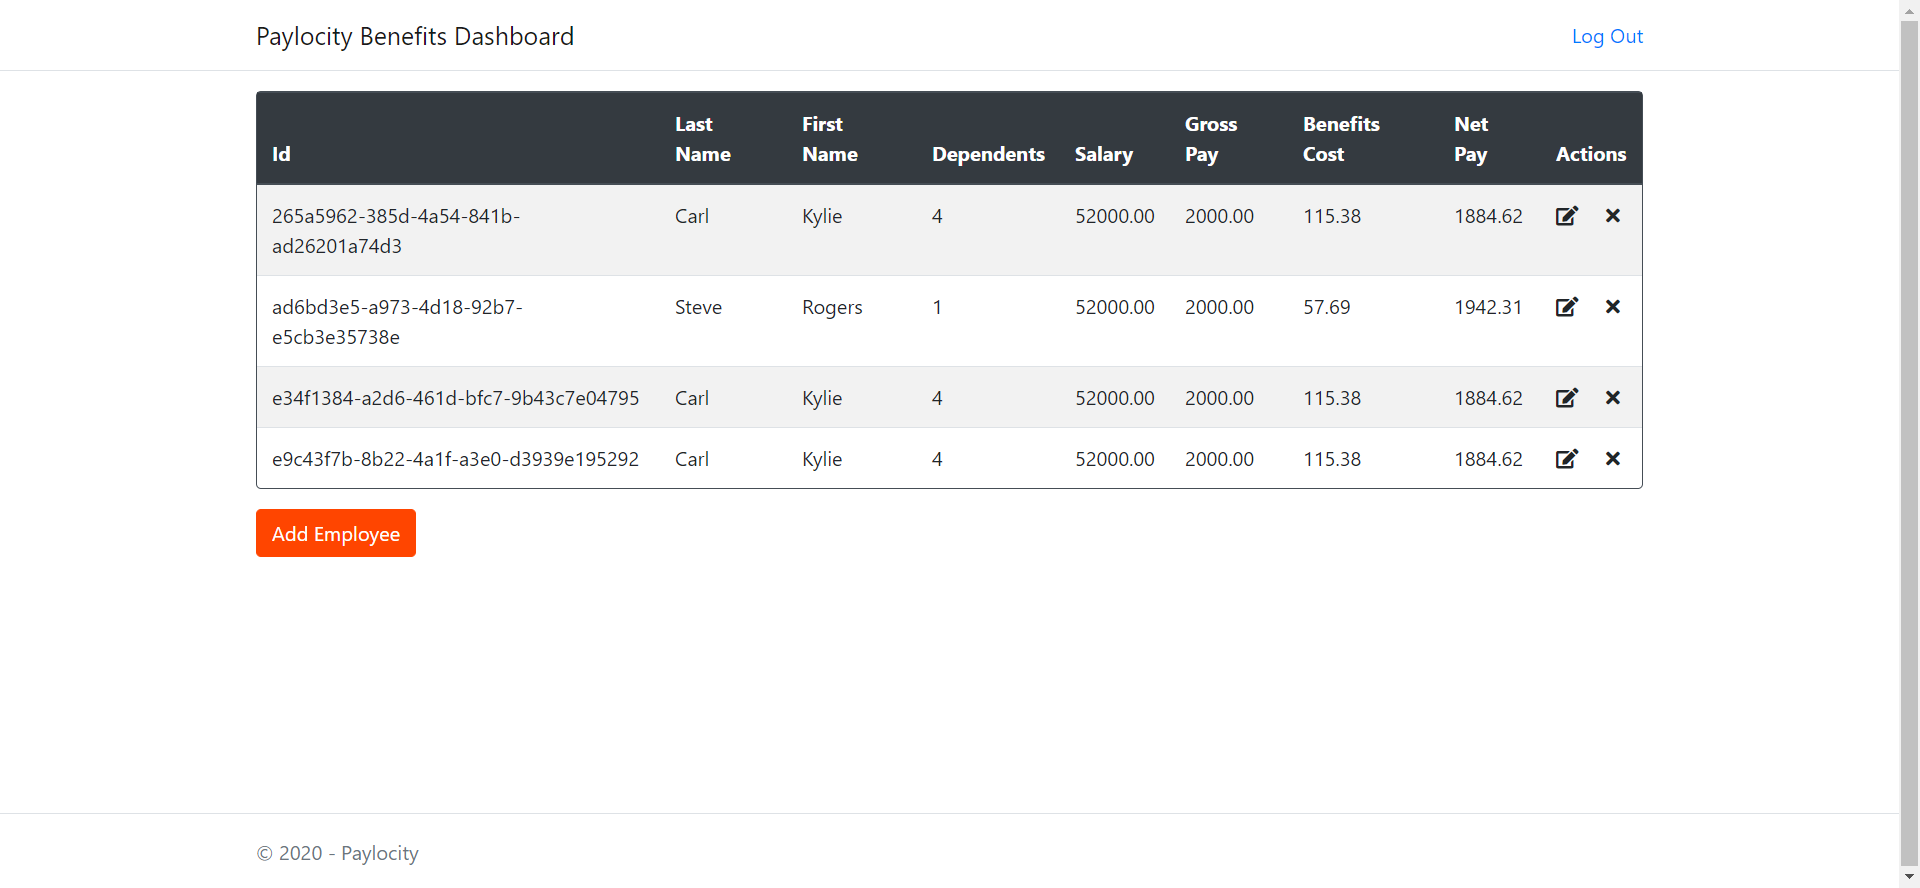 Paylocity Benefits Dashboard Log Out
Id Last Name First Name Dependents Salary Gross Pay Benefits Cost Net Pay Actions
265a5962-385d-4a54-841b- Carl Kylie 4 52000.00 2000.00 115.38 1884.62
ad26201a74d3
ad6bd3e5-a973-4d18-92b7- Steve Rogers 1 52000.00 2000.00 57.69 1942.31
e5cb3e35738e
e34f1384-a2d6-461d-bfc7-9b43c7e04795 Carl Kylie 4 52000.00 2000.00 115.38 1884.62
e9c43f7b-8b22-4a1f-a3e0-d3939e195292 Carl Kylie 4 52000.00 2000.00 115.38 1884.62
Add Employee
© 2020 - Paylocity